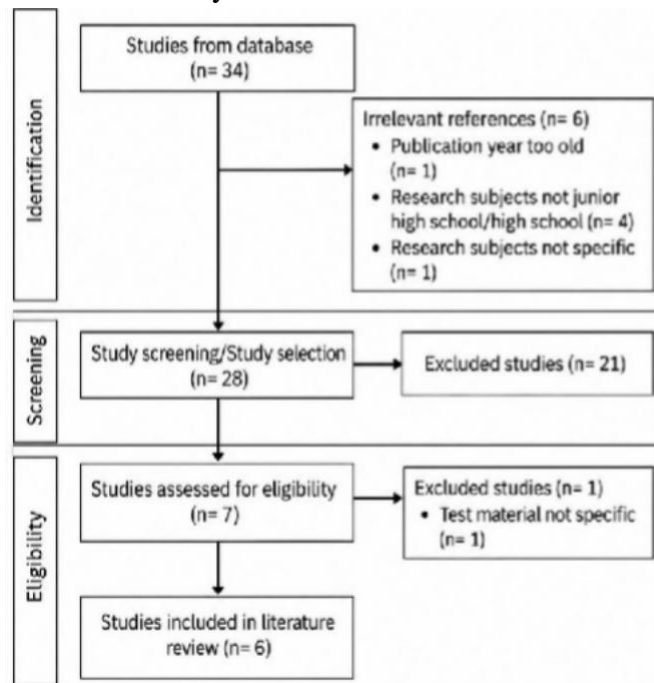 Identification
Studies from database
(n= 34)
Irrelevant references (n= 6)
• Publication year too old
(n= 1)
• Research subjects not junior
high school/high school (n= 4)
• Research subjects not specific
(n= 1)
Screening
Study screening/Study selection
(n= 28)
Excluded studies (n= 21)
Eligibility
Studies assessed for eligibility
(n= 7)
Excluded studies (n= 1)
• Test material not specific
(n= 1)
Studies included in literature
review (n= 6)